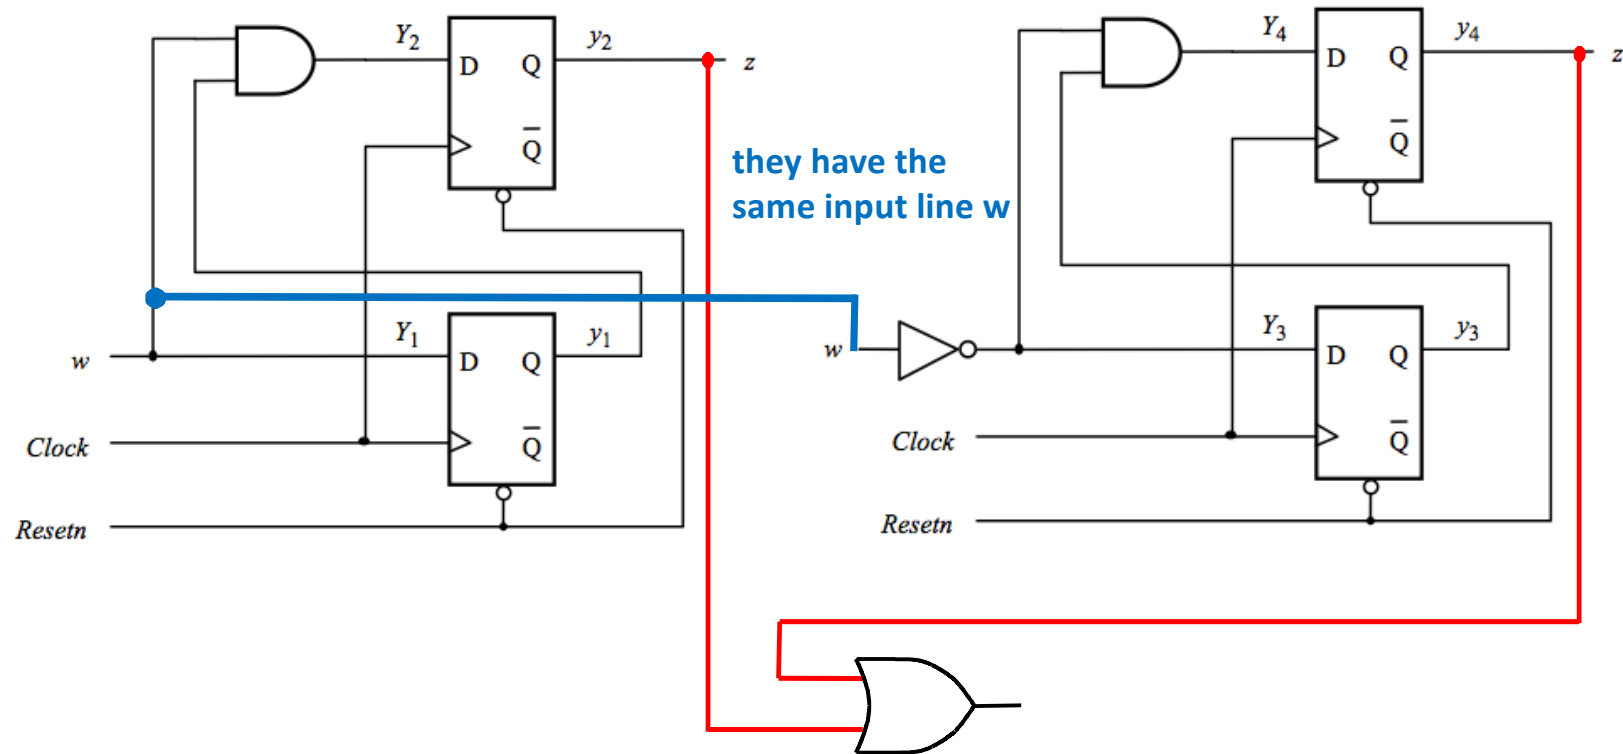 Y2
y2
z
D Q
Q̅
w
Y1
y1
D Q
Q̅
Clock
Resetn
they have the
same input line w
Y4
y4
z
D Q
Q̅
w
Y3
y3
D Q
Q̅
Clock
Resetn